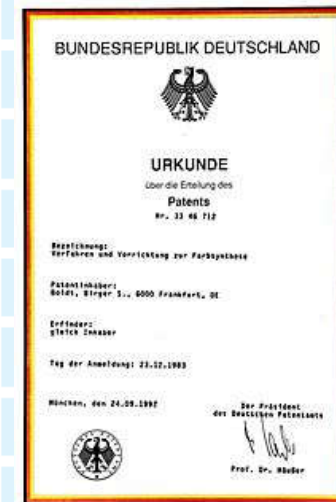 BUNDESREPUBLIK DEUTSCHLAND
URKUNDE
über die Erteilung des
Patents
Nr. 33 46 712
Bezeichnung:
Verfahren und Vorrichtung zur Farbsynthese
Patentinhaber:
Boldt, Birger S., 6000 Frankfurt, DE
Erfinder:
gleich Inhaber
Tag der Anmeldung: 23.12.1983
München, den 24.09.1992
Der Präsident
des Deutschen Patentamts
Prof. Dr. Häußer